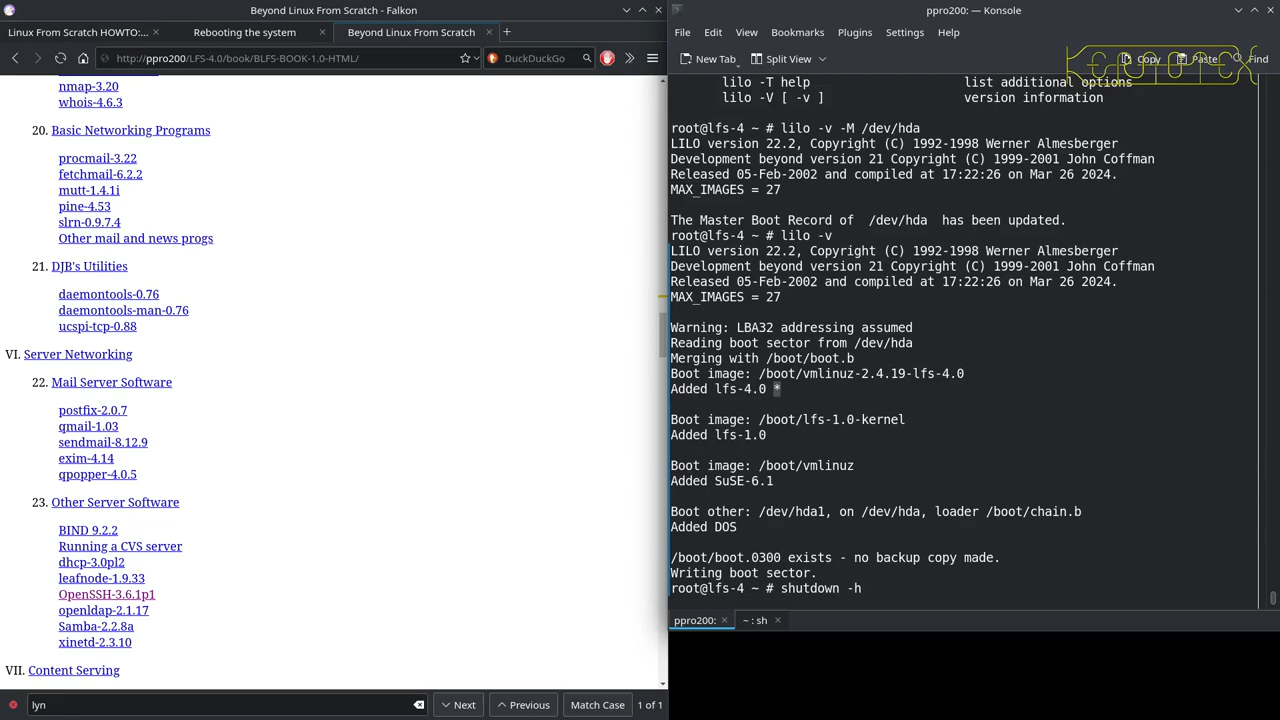 Beyond Linux From Scratch - Falkon
Linux From Scratch HOWTO:...
Rebooting the system
Beyond Linux From Scratch
http://ppro200/LFS-4.0/book/BLFS-BOOK-1.0-HTML/
DuckDuckGo
nmap-3.20
whois-4.6.3
20. Basic Networking Programs
procmail-3.22
fetchmail-6.2.2
mutt-1.4.1i
pine-4.53
slrn-0.9.7.4
Other mail and news progs
21. DJB's Utilities
daemontools-0.76
daemontools-man-0.76
ucspi-tcp-0.88
VI. Server Networking
22. Mail Server Software
postfix-2.0.7
qmail-1.03
sendmail-8.12.9
exim-4.14
qpopper-4.0.5
23. Other Server Software
BIND 9.2.2
Running a CVS server
dhcp-3.0pl2
leafnode-1.9.33
OpenSSH-3.6.1p1
openldap-2.1.17
Samba-2.2.8a
xinetd-2.3.10
VII. Content Serving
lyn
Next
Previous
Match Case
1 of 1
ppro200: — Konsole
File Edit View Bookmarks Plugins Settings Help
New Tab
Split View
Copy
Paste
Find
lilo -T help list additional options
lilo -V [ -v ] version information
root@lfs-4 ~ # lilo -v -M /dev/hda
LILO version 22.2, Copyright (C) 1992-1998 Werner Almesberger
Development beyond version 21 Copyright (C) 1999-2001 John Coffman
Released 05-Feb-2002 and compiled at 17:22:26 on Mar 26 2024.
MAX_IMAGES = 27
The Master Boot Record of  /dev/hda  has been updated.
root@lfs-4 ~ # lilo -v
LILO version 22.2, Copyright (C) 1992-1998 Werner Almesberger
Development beyond version 21 Copyright (C) 1999-2001 John Coffman
Released 05-Feb-2002 and compiled at 17:22:26 on Mar 26 2024.
MAX_IMAGES = 27
Warning: LBA32 addressing assumed
Reading boot sector from /dev/hda
Merging with /boot/boot.b
Boot image: /boot/vmlinuz-2.4.19-lfs-4.0
Added lfs-4.0 *
Boot image: /boot/lfs-1.0-kernel
Added lfs-1.0
Boot image: /boot/vmlinuz
Added SuSE-6.1
Boot other: /dev/hda1, on /dev/hda, loader /boot/chain.b
Added DOS
/boot/boot.0300 exists - no backup copy made.
Writing boot sector.
root@lfs-4 ~ # shutdown -h
ppro200:
~ : sh